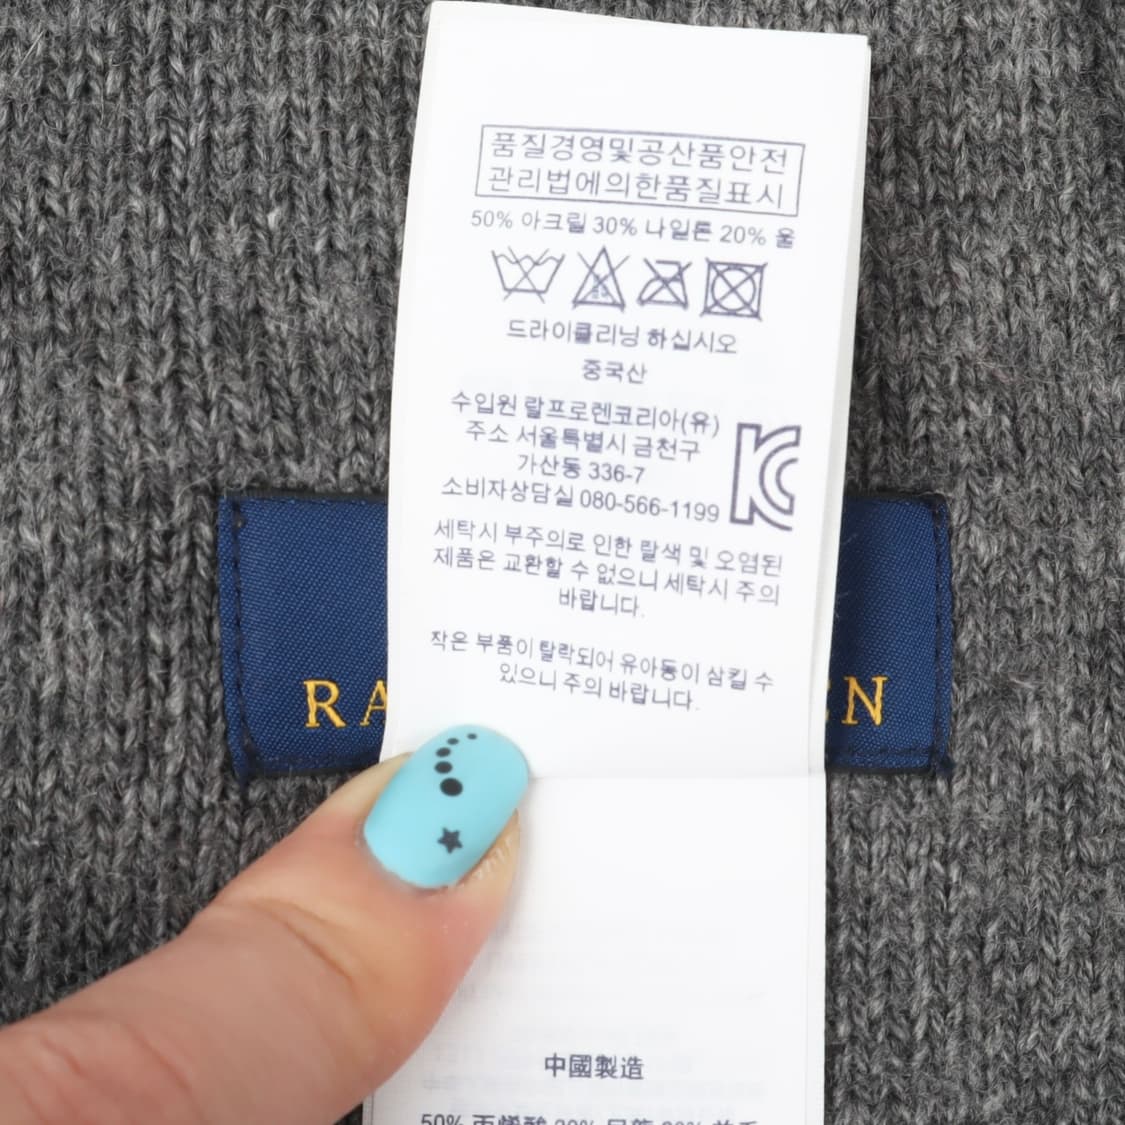 품질경영및공산품안전
관리법에의한품질표시
50% 아크릴 30% 나일론 20% 울
드라이클리닝 하십시오
중국산
수입원 랄프로렌코리아(유)
주소 서울특별시 금천구
가산동 336-7
소비자상담실 080-566-1199
세탁시 부주의로 인한 탈색 및 오염된
제품은 교환할 수 없으니 세탁시 주의
바랍니다.
작은 부품이 탈락되어 유아동이 삼킬 수
있으니 주의 바랍니다.
RA EN
中國製造
50%